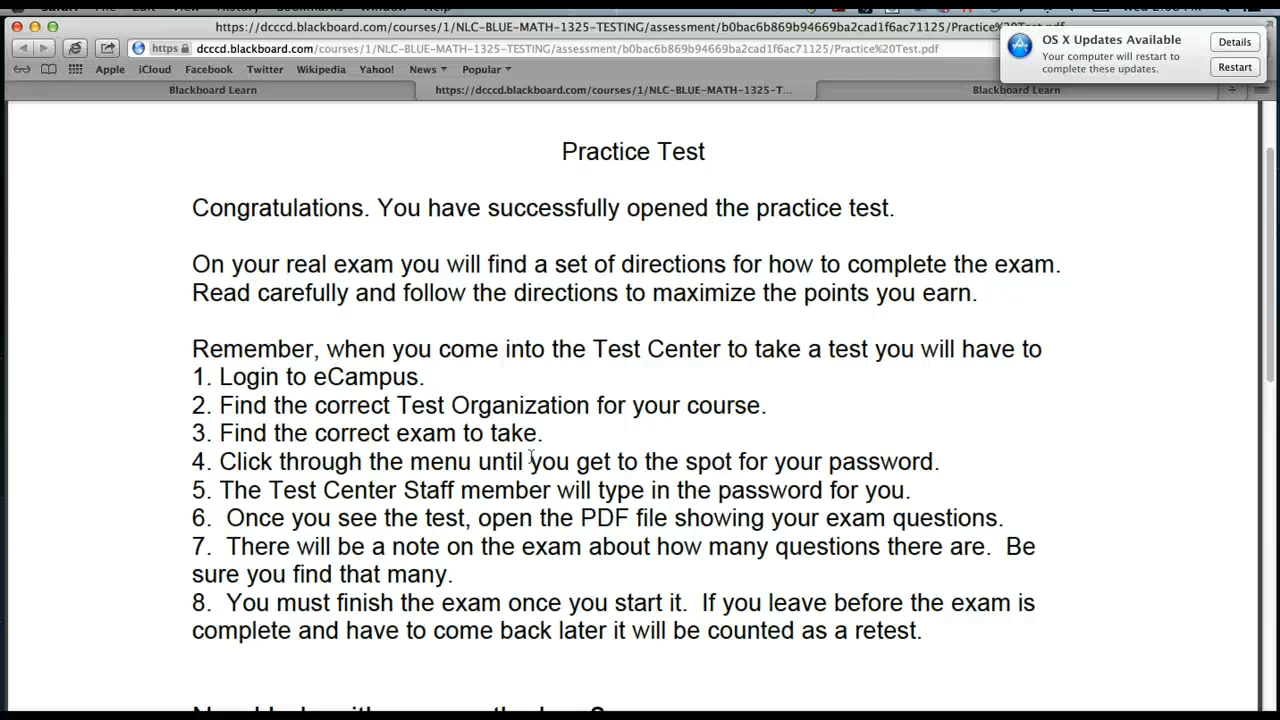 https://dcccd.blackboard.com/courses/1/NLC-BLUE-MATH-1325-TESTING/assessment/b0bac6b869b94669ba2cad1f6ac71125/Practice%20Test.pdf
https dcccd.blackboard.com/courses/1/NLC-BLUE-MATH-1325-TESTING/assessment/b0bac6b869b94669ba2cad1f6ac71125/Practice%20Test.pdf
OS X Updates Available
Your computer will restart to
complete these updates.
Details
Restart
Apple iCloud Facebook Twitter Wikipedia Yahoo! News Popular
Blackboard Learn https://dcccd.blackboard.com/courses/1/NLC-BLUE-MATH-1325-T... Blackboard Learn
Practice Test
Congratulations. You have successfully opened the practice test.
On your real exam you will find a set of directions for how to complete the exam.
Read carefully and follow the directions to maximize the points you earn.
Remember, when you come into the Test Center to take a test you will have to
1. Login to eCampus.
2. Find the correct Test Organization for your course.
3. Find the correct exam to take.
4. Click through the menu until you get to the spot for your password.
5. The Test Center Staff member will type in the password for you.
6. Once you see the test, open the PDF file showing your exam questions.
7. There will be a note on the exam about how many questions there are. Be
sure you find that many.
8. You must finish the exam once you start it. If you leave before the exam is
complete and have to come back later it will be counted as a retest.